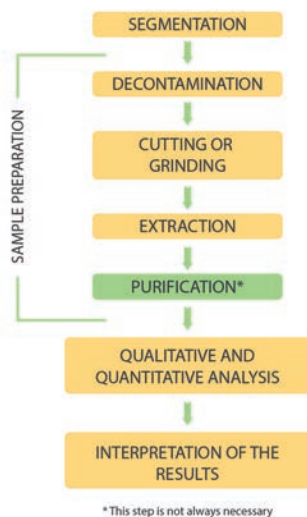 SEGMENTATION
DECONTAMINATION
SAMPLE PREPARATION
CUTTING OR
GRINDING
EXTRACTION
PURIFICATION*
QUALITATIVE AND
QUANTITATIVE ANALYSIS
INTERPRETATION OF THE
RESULTS
* This step is not always necessary